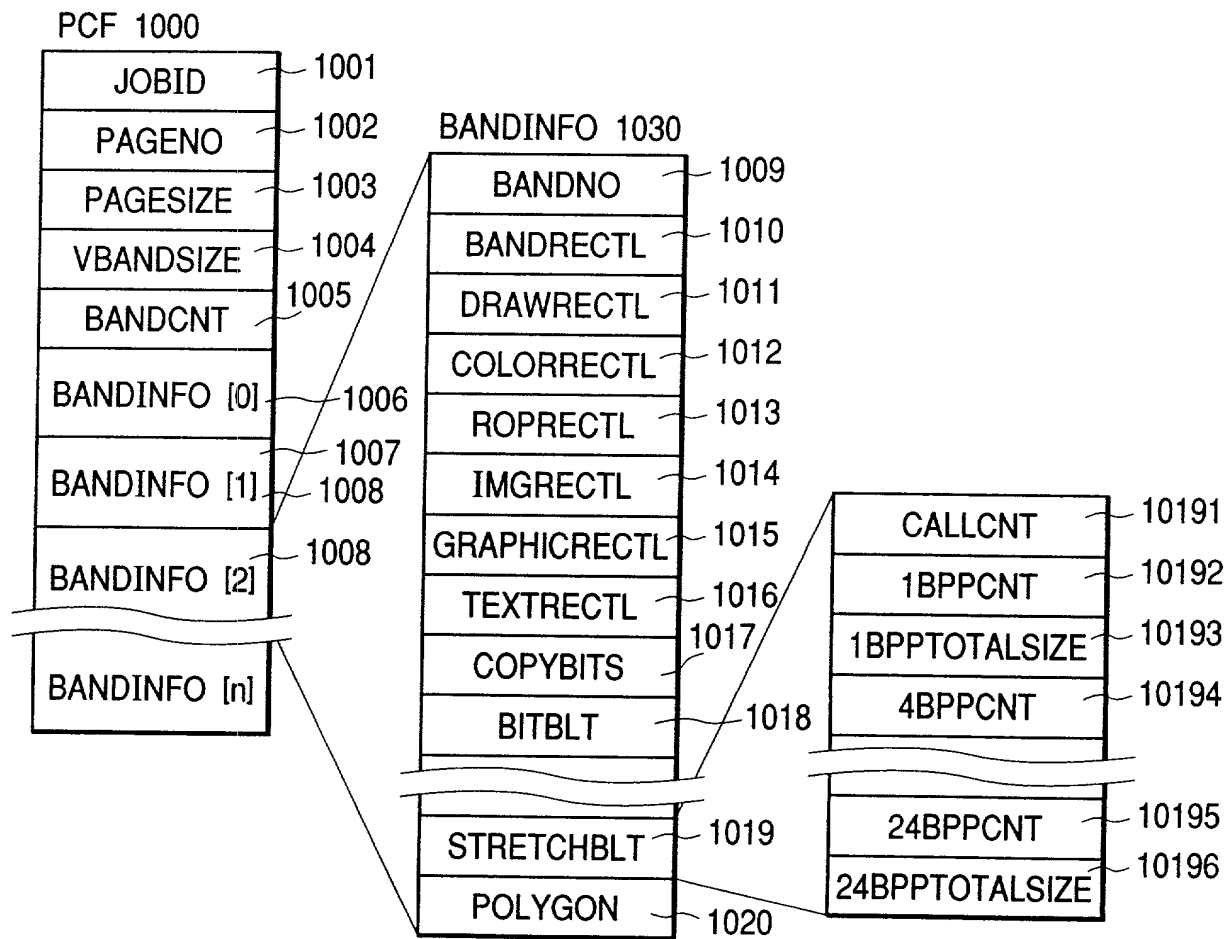 PCF 1000
JOBID 1001
PAGENO 1002
PAGESIZE 1003
VBANDSIZE 1004
BANDCNT 1005
BANDINFO [0] 1006
1007
BANDINFO [1] 1008
1008
BANDINFO [2]
BANDINFO [n]
BANDINFO 1030
BANDNO 1009
BANDRECTL 1010
DRAWRECTL 1011
COLORRECTL 1012
ROPRECTL 1013
IMGRECTL 1014
GRAPHICRECTL 1015
TEXTRECTL 1016
COPYBITS 1017
BITBLT 1018
STRETCHBLT 1019
POLYGON 1020
CALLCNT 10191
1BPPCNT 10192
1BPPTOTALSIZE 10193
4BPPCNT 10194
24BPPCNT 10195
24BPPTOTALSIZE 10196